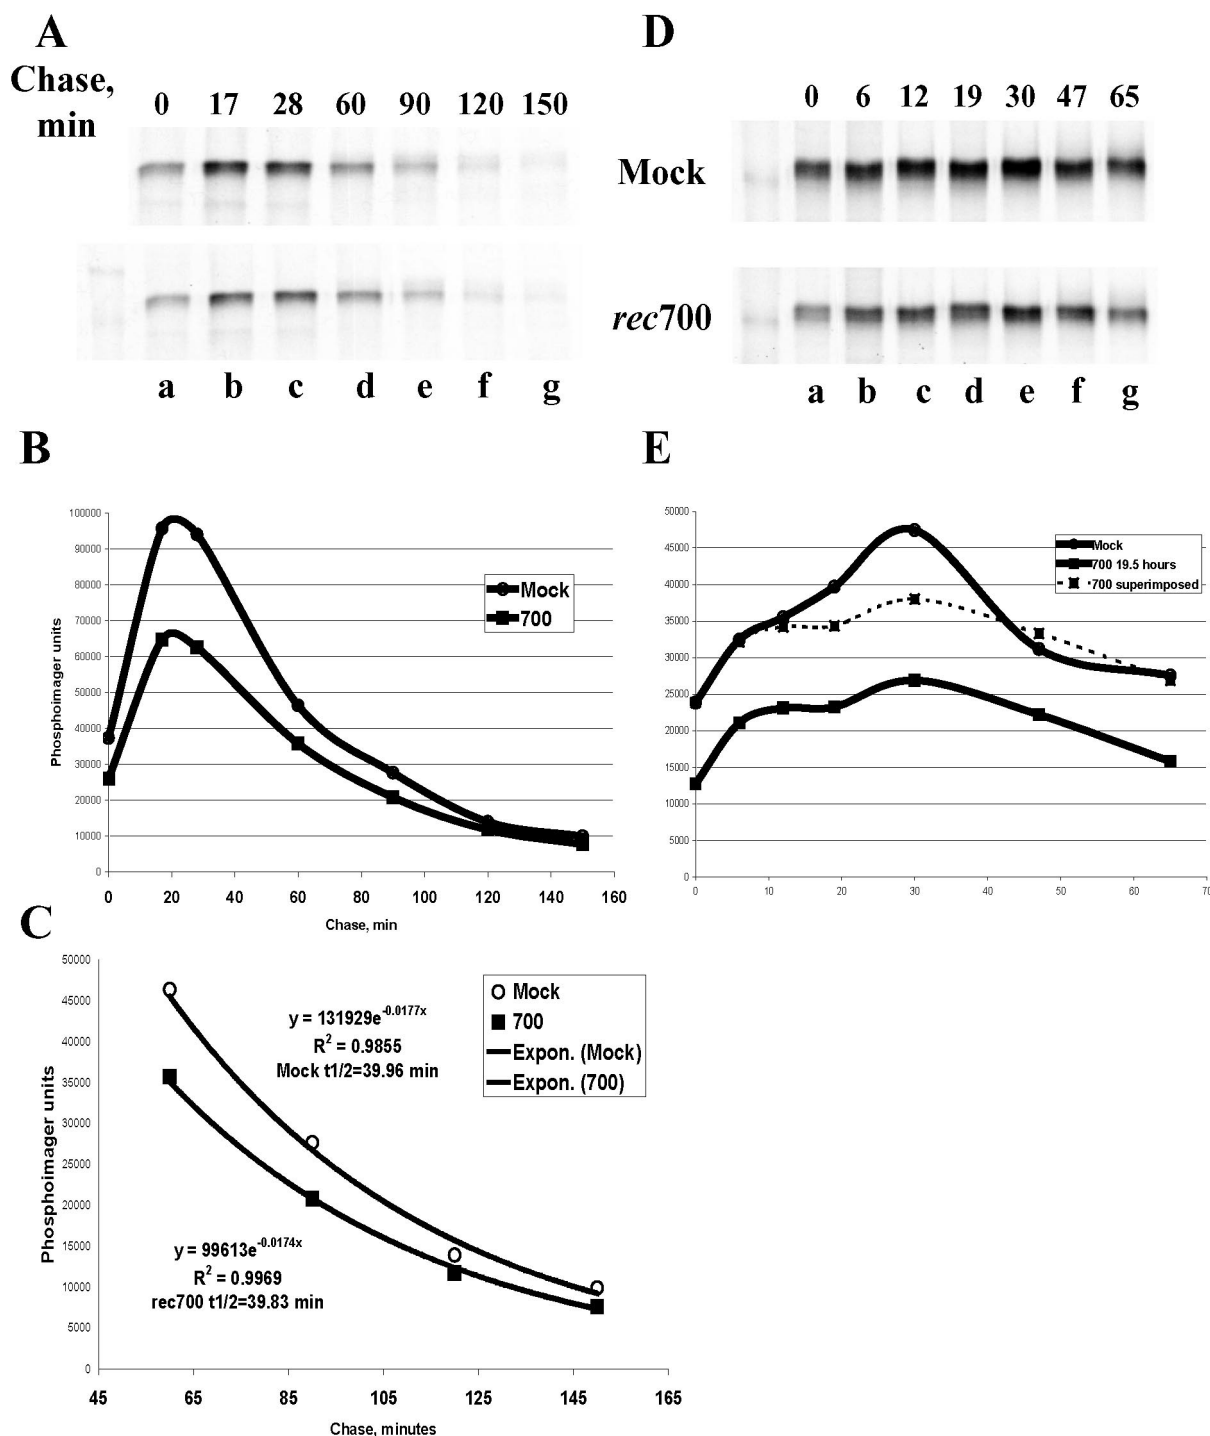 A
Chase,
min
0 17 28 60 90 120 150
a b c d e f g
D
0 6 12 19 30 47 65
Mock
rec700
a b c d e f g
B
Phosphoimager units
100000
90000
80000
70000
60000
50000
40000
30000
20000
10000
0
0 20 40 60 80 100 120 140 160
Chase, min
Mock
700
E
50000
45000
40000
35000
30000
25000
20000
15000
10000
5000
0
0 10 20 30 40 50 60 70
Mock
700 19.5 hours
700 superimposed
C
Phosphoimager units
50000
45000
40000
35000
30000
25000
20000
15000
10000
5000
0
45 65 85 105 125 145 165
Chase, minutes
y = 131929e^-0.0177x
R² = 0.9855
Mock t1/2=39.96 min
y = 99613e^-0.0174x
R² = 0.9969
rec700 t1/2=39.83 min
Mock
700
Expon. (Mock)
Expon. (700)